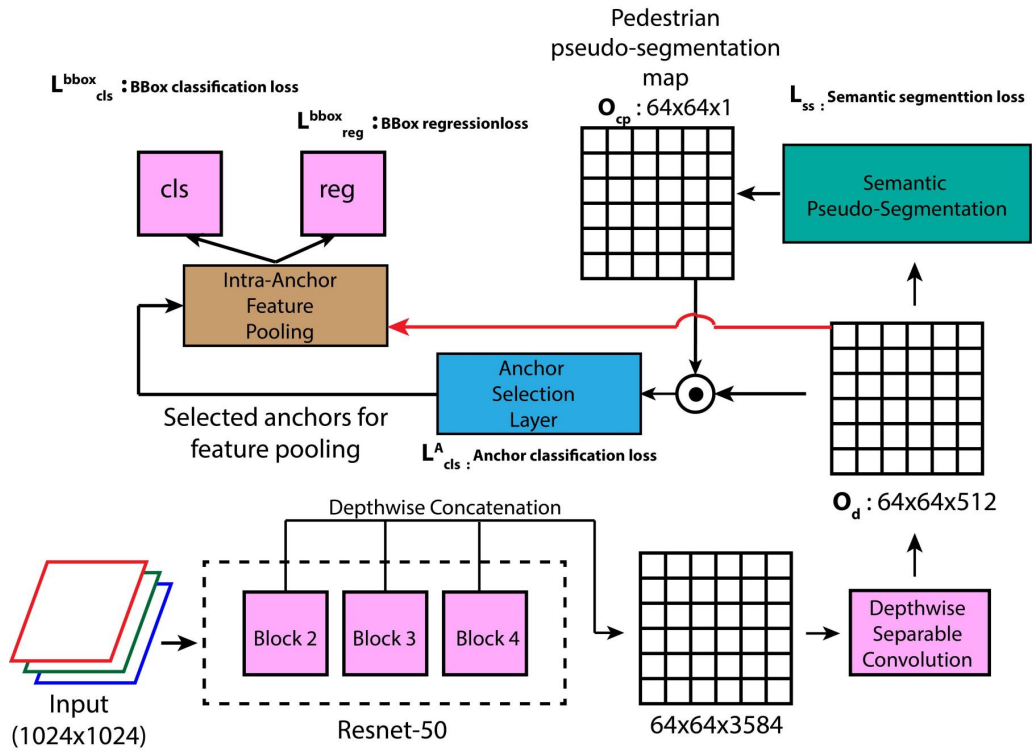 Pedestrian
pseudo-segmentation
map
O_cp : 64x64x1
L^bbox_cls : BBox classification loss
L^bbox_reg : BBox regressionloss
L_ss : Semantic segmenttion loss
cls
reg
Semantic
Pseudo-Segmentation
Intra-Anchor
Feature
Pooling
Anchor
Selection
Layer
Selected anchors for
feature pooling
L^A_cls : Anchor classification loss
O_d : 64x64x512
Depthwise Concatenation
Block 2
Block 3
Block 4
Depthwise
Separable
Convolution
Input
(1024x1024)
Resnet-50
64x64x3584